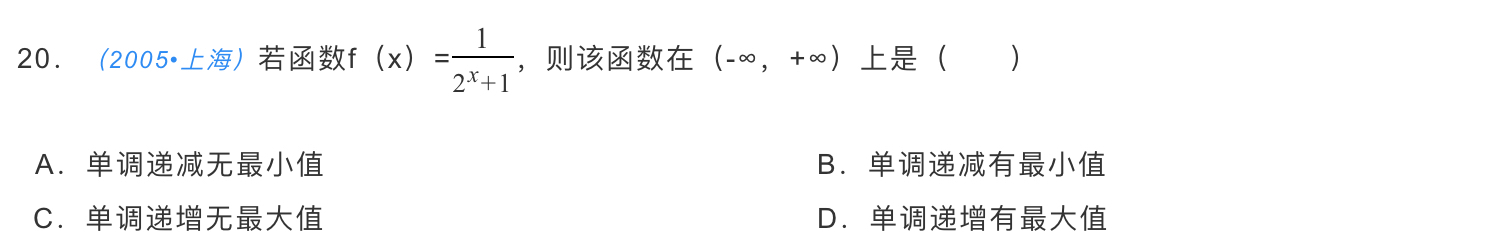 20. (2005•上海)若函数f(x)=\frac{1}{2^x+1},则该函数在(-∞,+∞)上是( )
A.单调递减无最小值 B.单调递减有最小值
C.单调递增无最大值 D.单调递增有最大值